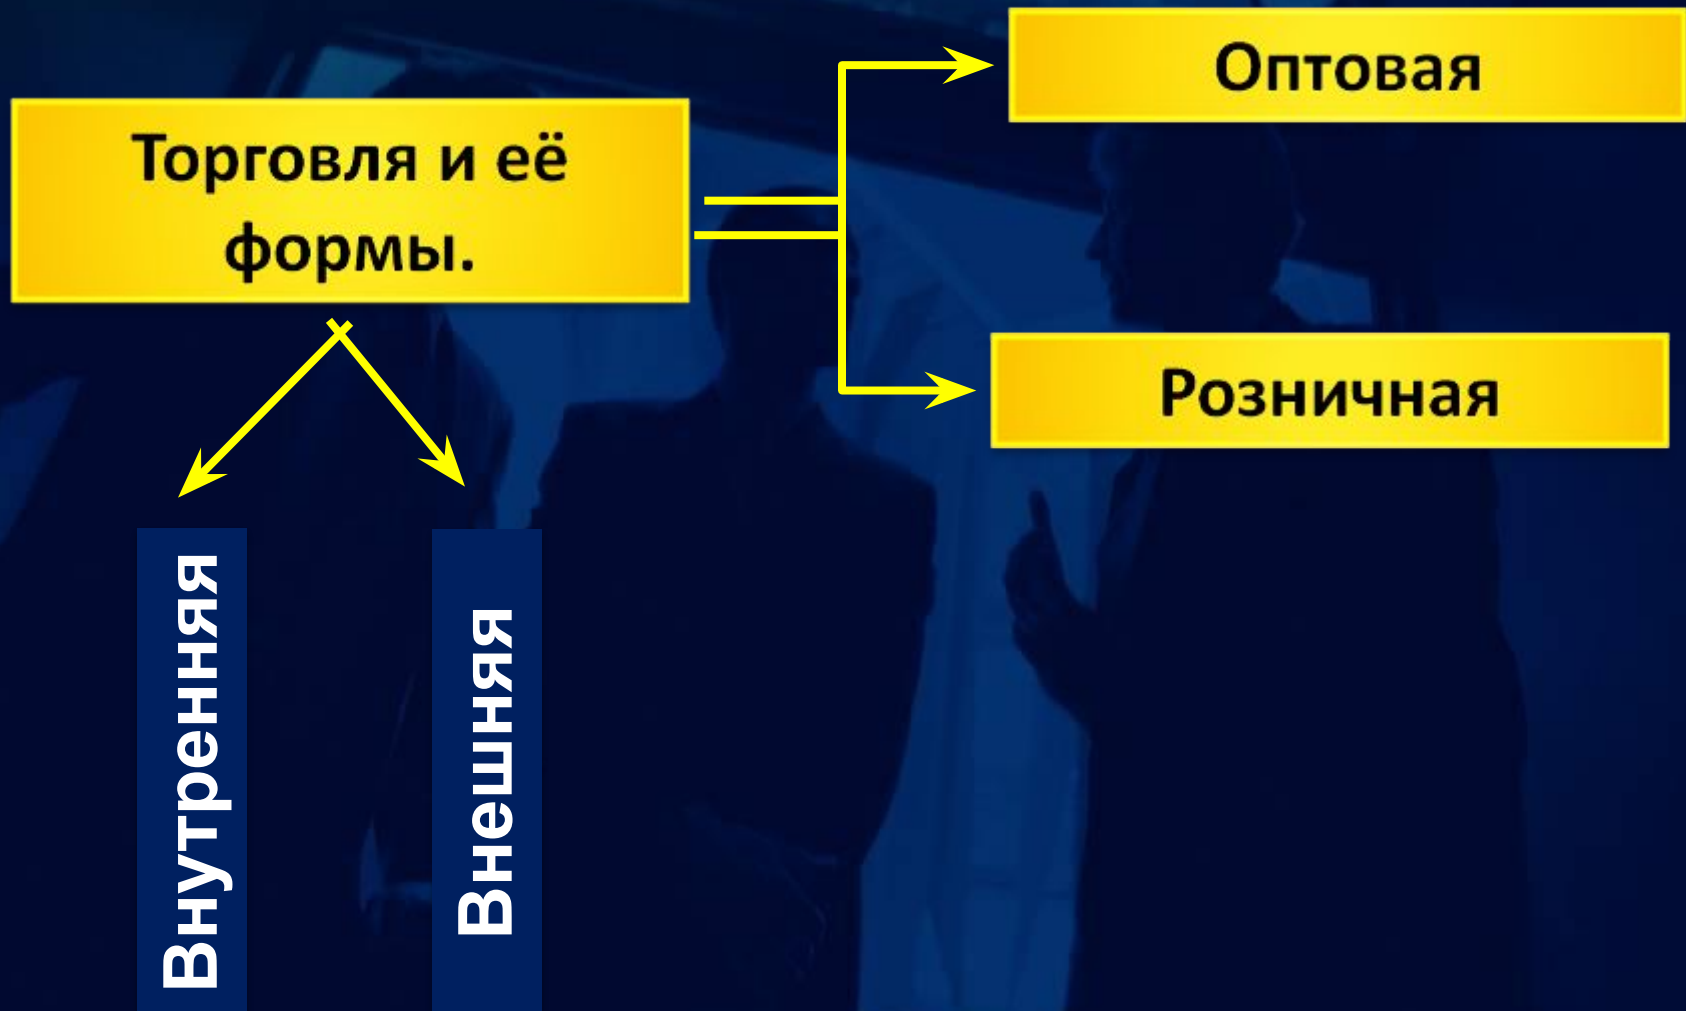 Оптовая
Торговля и её
формы.
Розничная
Внутренняя
Внешняя